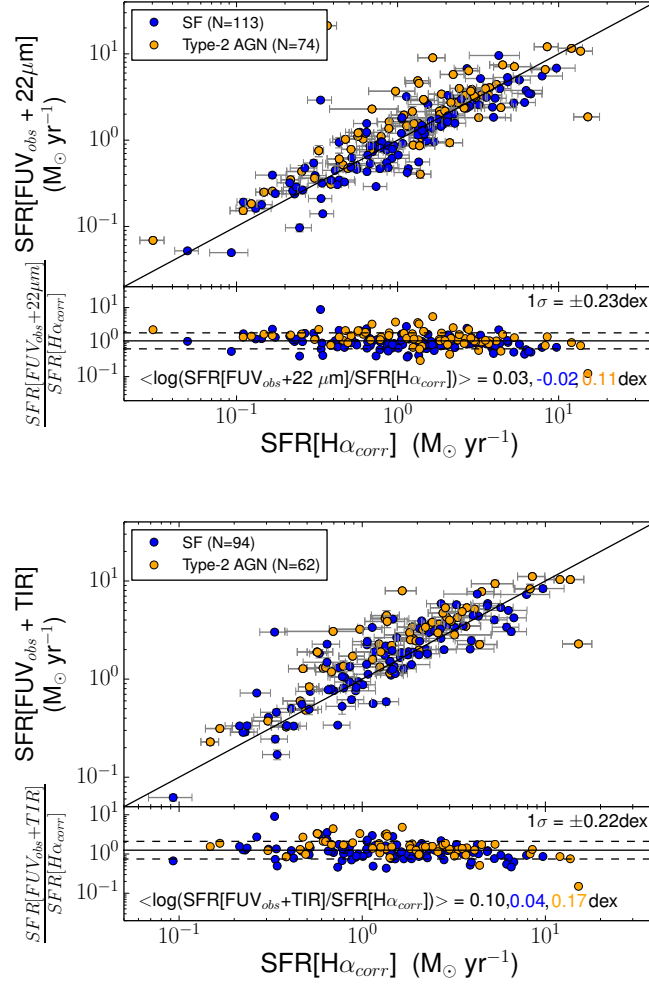 SF (N=113)
Type-2 AGN (N=74)
SFR[FUV_obs + 22μm]
(M⊙ yr⁻¹)
10¹
10⁰
10⁻¹
SFR[FUV_obs+22μm]
SFR[Hα_corr]
10¹
10⁰
10⁻¹
1σ = ±0.23dex
<log(SFR[FUV_obs+22 μm]/SFR[Hα_corr])> = 0.03, -0.02, 0.11dex
10⁻¹ 10⁰ 10¹
SFR[Hα_corr] (M⊙ yr⁻¹)
SF (N=94)
Type-2 AGN (N=62)
SFR[FUV_obs + TIR]
(M⊙ yr⁻¹)
10¹
10⁰
10⁻¹
SFR[FUV_obs+TIR]
SFR[Hα_corr]
10¹
10⁰
10⁻¹
1σ = ±0.22dex
<log(SFR[FUV_obs+TIR]/SFR[Hα_corr])> = 0.10, 0.04, 0.17 dex
10⁻¹ 10⁰ 10¹
SFR[Hα_corr] (M⊙ yr⁻¹)